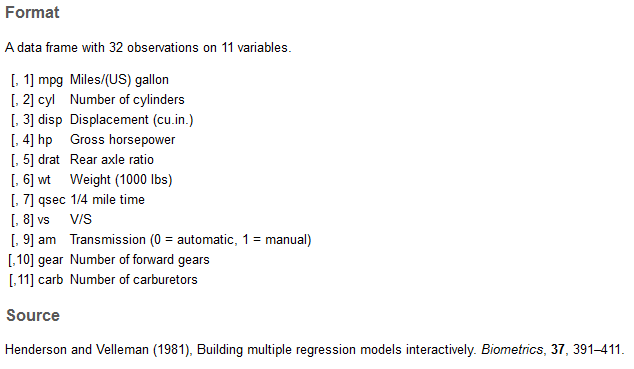 Format
A data frame with 32 observations on 11 variables.
[, 1] mpg Miles/(US) gallon
[, 2] cyl Number of cylinders
[, 3] disp Displacement (cu.in.)
[, 4] hp Gross horsepower
[, 5] drat Rear axle ratio
[, 6] wt Weight (1000 lbs)
[, 7] qsec 1/4 mile time
[, 8] vs V/S
[, 9] am Transmission (0 = automatic, 1 = manual)
[,10] gear Number of forward gears
[,11] carb Number of carburetors
Source
Henderson and Velleman (1981), Building multiple regression models interactively. Biometrics, 37, 391–411.